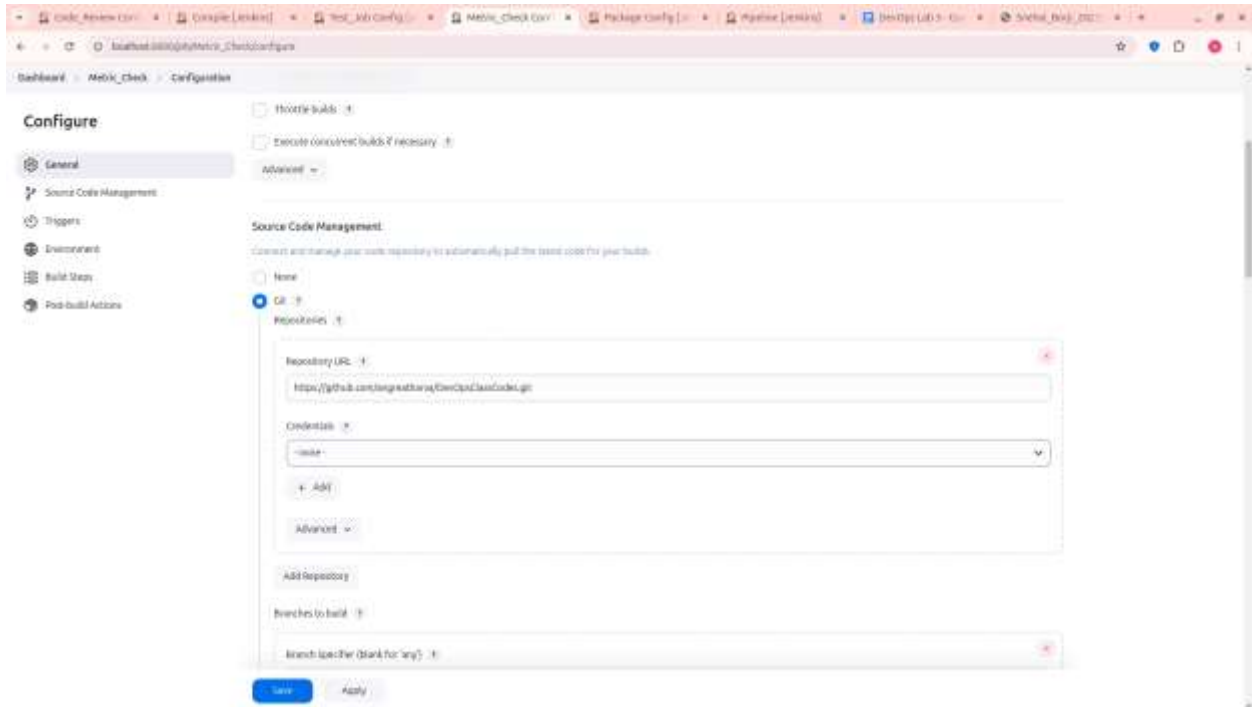 Code_Review Con
Compile [Jenkins]
Test_Job Config
Metric_Check Con
Package Config
Pipeline [Jenkins]
DevOps Lab
Dashboard
Metric_Check
Configuration
Configure
General
Source Code Management
Triggers
Environment
Build Steps
Post-build Actions
Throttle builds ?
Execute concurrent builds if necessary ?
Advanced
Source Code Management
Connect and manage your code repository to automatically pull the latest code for your builds.
None
Git ?
Repositories ?
Repository URL ?
Credentials ?
- none -
+ Add
Advanced
Add Repository
Branches to build ?
Branch Specifier (blank for 'any') ?
Save
Apply